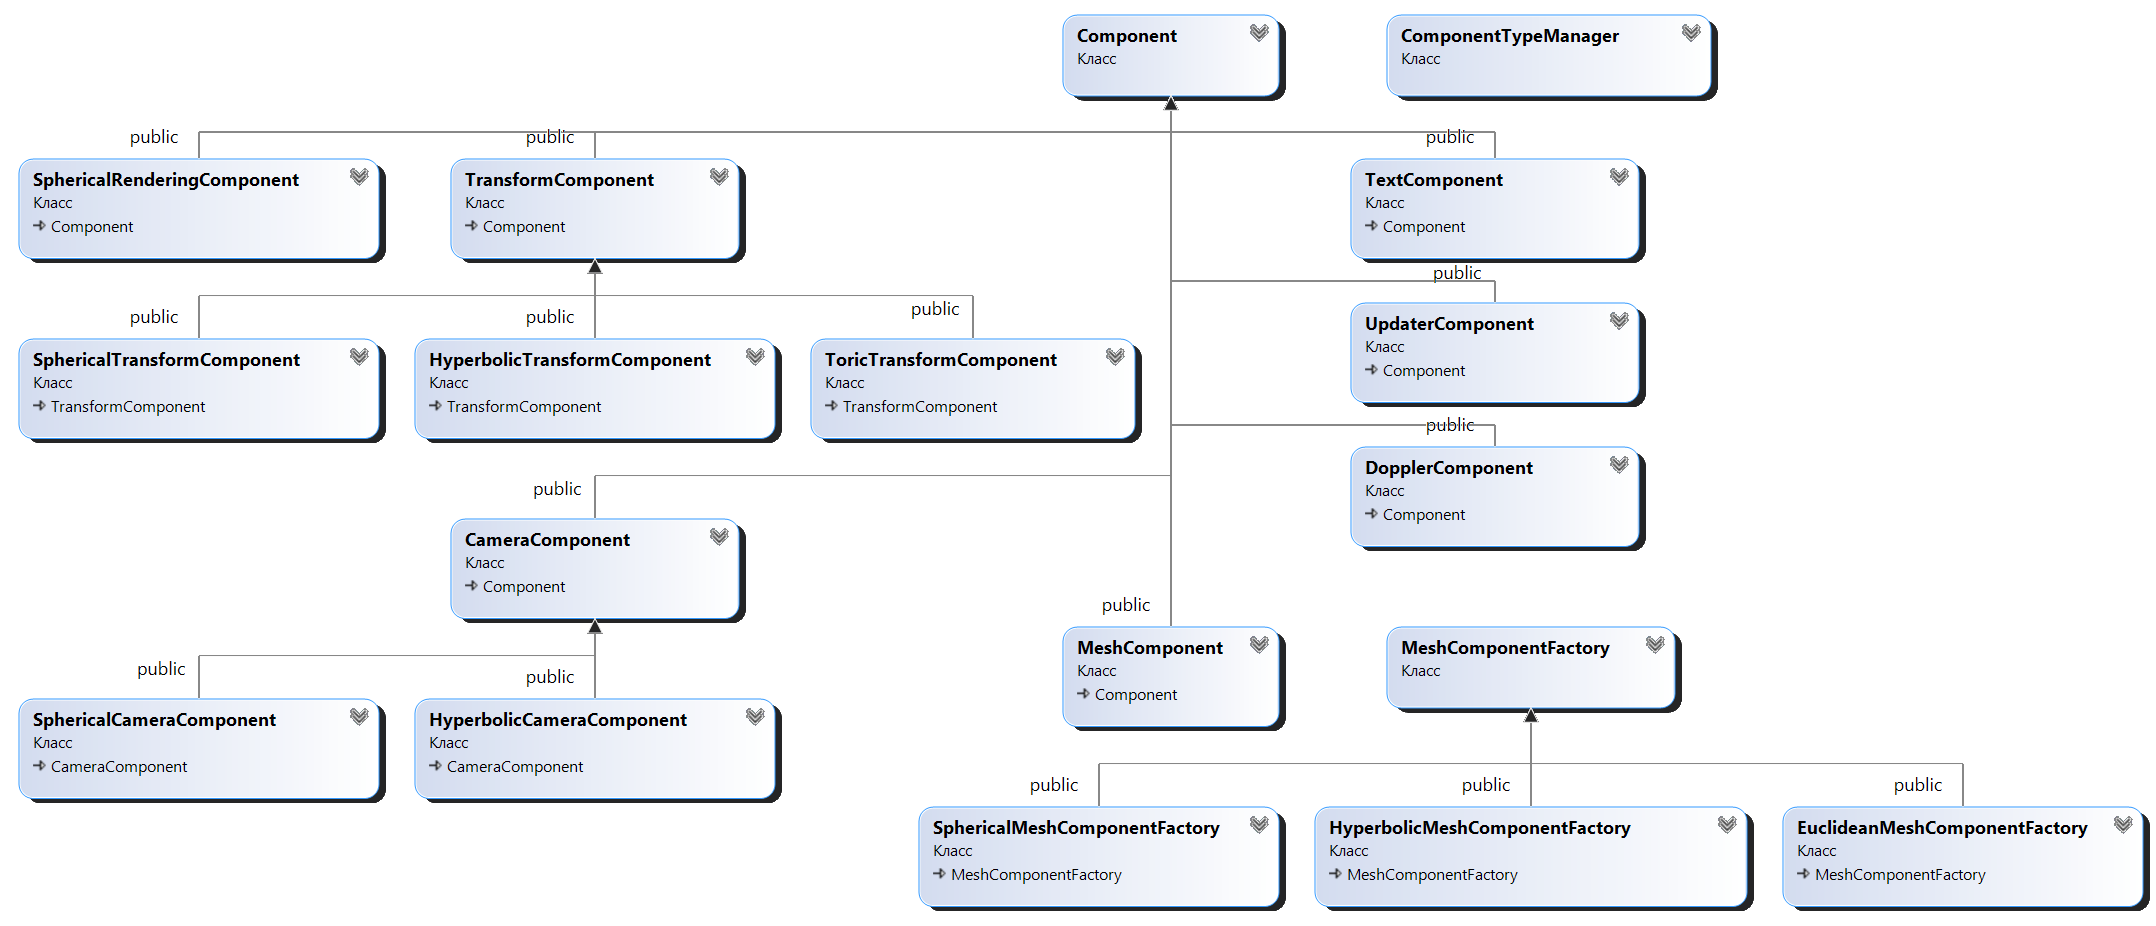 Component
Класс
ComponentTypeManager
Класс
public
public
public
SphericalRenderingComponent
Класс
Component
TransformComponent
Класс
Component
TextComponent
Класс
Component
public
public
public
public
SphericalTransformComponent
Класс
TransformComponent
HyperbolicTransformComponent
Класс
TransformComponent
ToricTransformComponent
Класс
TransformComponent
UpdaterComponent
Класс
Component
public
DopplerComponent
Класс
Component
public
CameraComponent
Класс
Component
public
MeshComponent
Класс
Component
MeshComponentFactory
Класс
public
public
SphericalCameraComponent
Класс
CameraComponent
HyperbolicCameraComponent
Класс
CameraComponent
public
public
public
SphericalMeshComponentFactory
Класс
MeshComponentFactory
HyperbolicMeshComponentFactory
Класс
MeshComponentFactory
EuclideanMeshComponentFactory
Класс
MeshComponentFactory